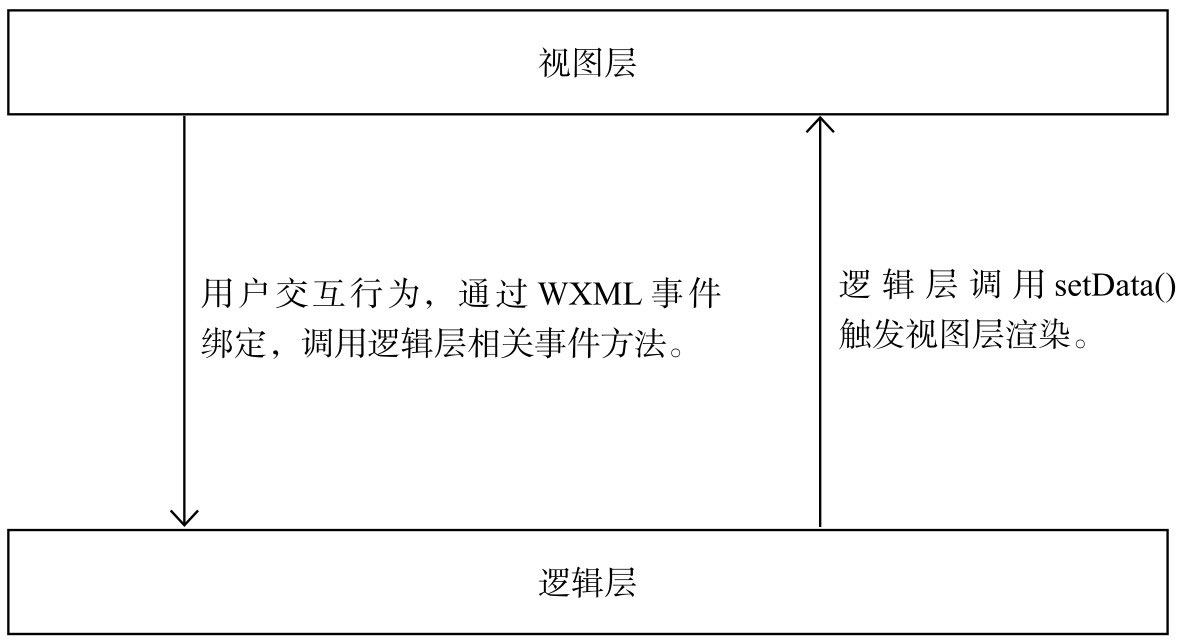 视图层
用户交互行为，通过 WXML 事件
绑定，调用逻辑层相关事件方法。
逻辑层调用 setData()
触发视图层渲染。
逻辑层